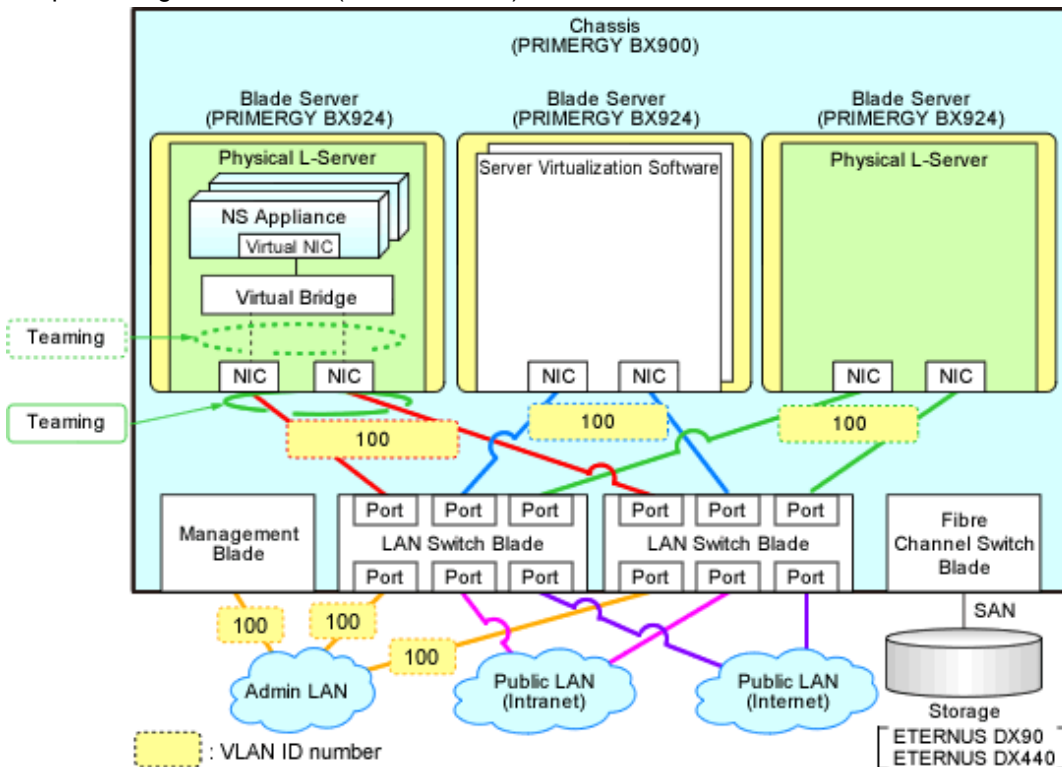 Chassis
(PRIMERGY BX900)
Blade Server
(PRIMERGY BX924)
Blade Server
(PRIMERGY BX924)
Blade Server
(PRIMERGY BX924)
Physical L-Server
Server Virtualization Software
Physical L-Server
NS Appliance
Virtual NIC
Virtual Bridge
Teaming
NIC NIC
NIC NIC
NIC NIC
Teaming
100
100
100
Management
Blade
Port Port Port
LAN Switch Blade
Port Port Port
Port Port Port
LAN Switch Blade
Port Port Port
Fibre
Channel Switch
Blade
100
100
100
SAN
Admin LAN
Public LAN
(Intranet)
Public LAN
(Internet)
Storage
ETERNUS DX90
ETERNUS DX440
: VLAN ID number